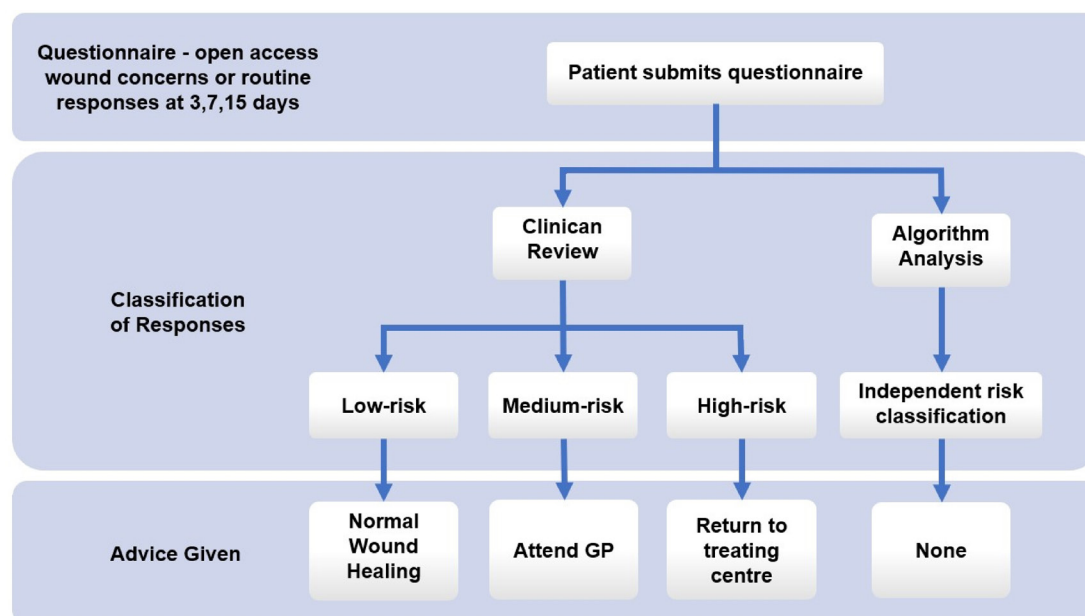 Questionnaire - open access
wound concerns or routine
responses at 3,7,15 days
Patient submits questionnaire
Clinican
Review
Algorithm
Analysis
Classification
of Responses
Low-risk
Medium-risk
High-risk
Independent risk
classification
Advice Given
Normal
Wound
Healing
Attend GP
Return to
treating
centre
None